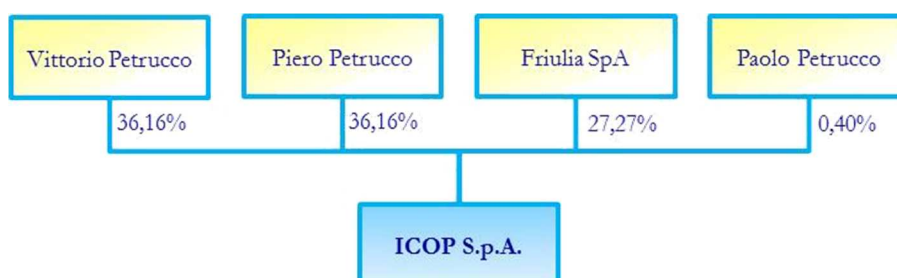 Vittorio Petrucco
Piero Petrucco
Friulia SpA
Paolo Petrucco
36,16%
36,16%
27,27%
0,40%
ICOP S.p.A.